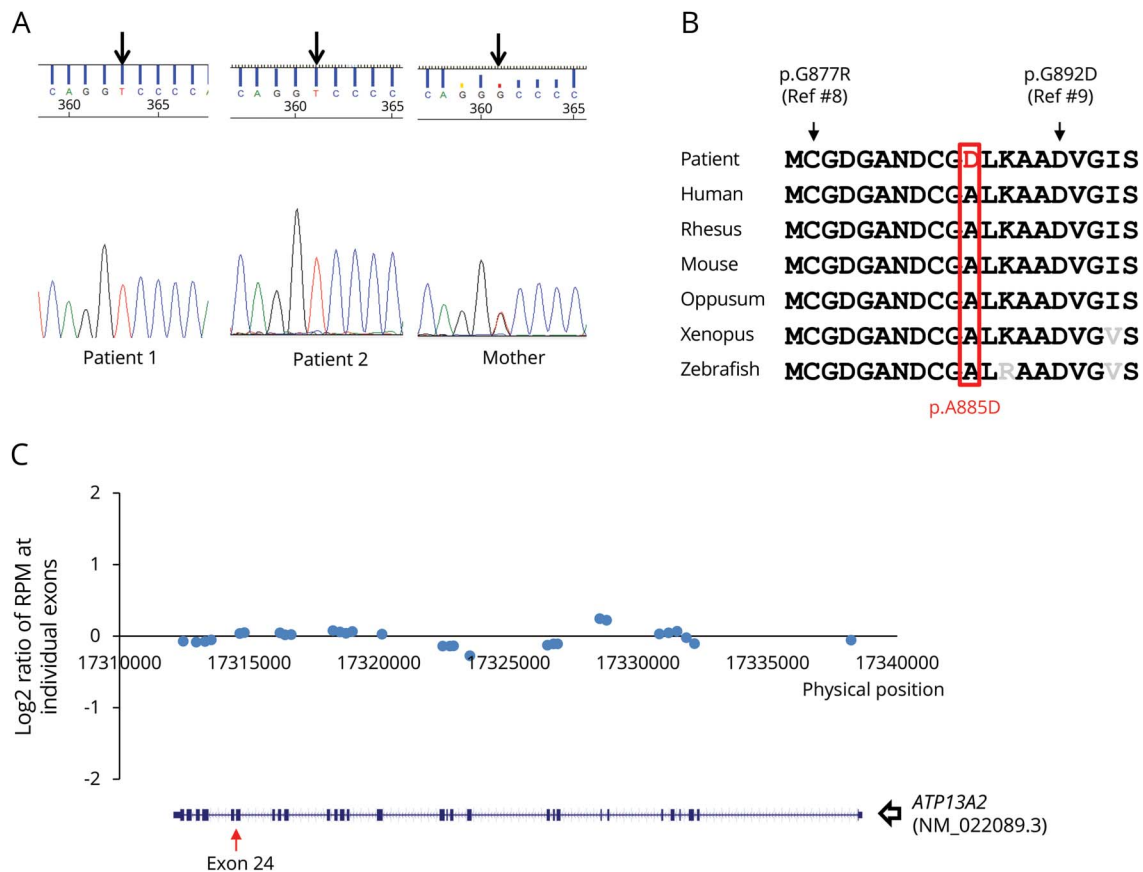 A
C A G G T C C C A
360 365
C A G G T C C C C
360 365
C A G G G C C C C
360 365
Patient 1
Patient 2
Mother
B
p.G877R
(Ref #8)
p.G892D
(Ref #9)
Patient MCGDGANDCGDLKAADVGIS
Human MCGDGANDCGALKAADVGIS
Rhesus MCGDGANDCGALKAADVGIS
Mouse MCGDGANDCGALKAADVGIS
Oppusum MCGDGANDCGALKAADVGIS
Xenopus MCGDGANDCGALKAADVGVS
Zebrafish MCGDGANDCGALRAADVGVS
p.A885D
C
Log2 ratio of RPM at
individual exons
2
1
0
-1
-2
17310000 17315000 17320000 17325000 17330000 17335000 17340000
Physical position
ATP13A2
(NM_022089.3)
Exon 24